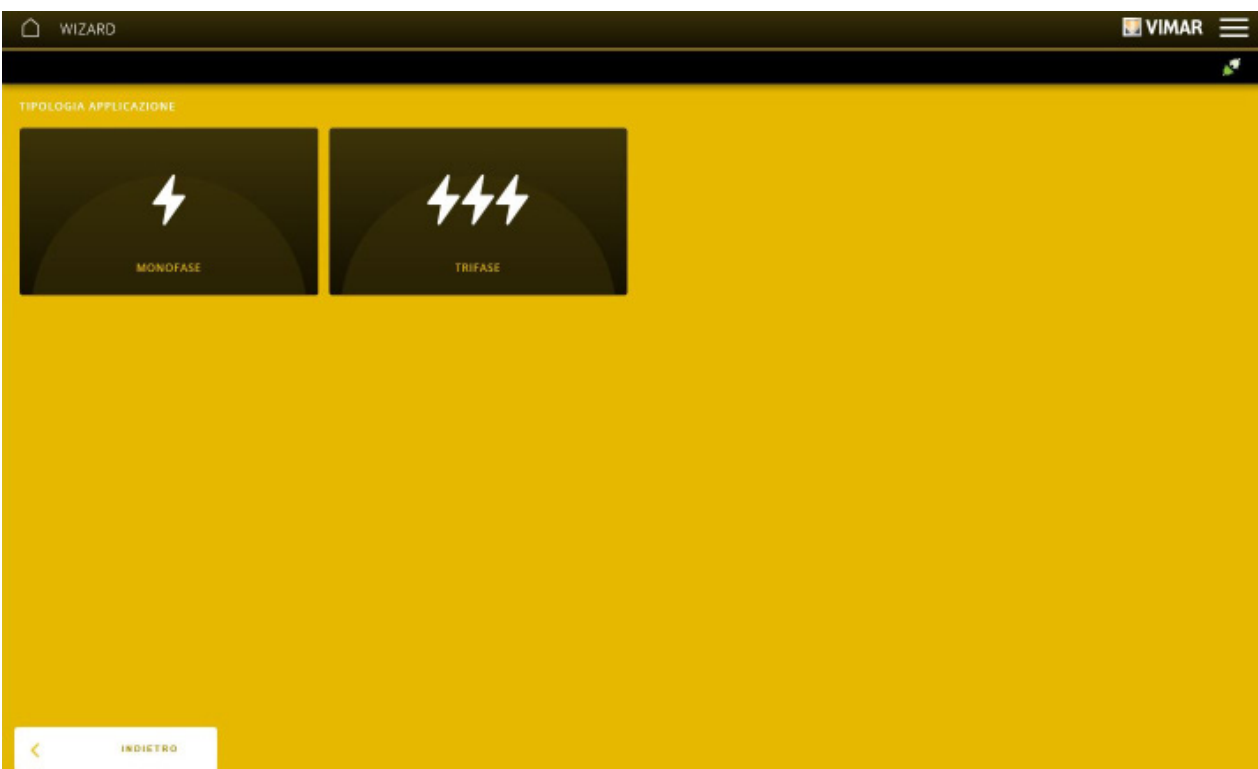 WIZARD
VIMAR
TIPOLOGIA APPLICAZIONE
MONOFASE
TRIFASE
INDIETRO